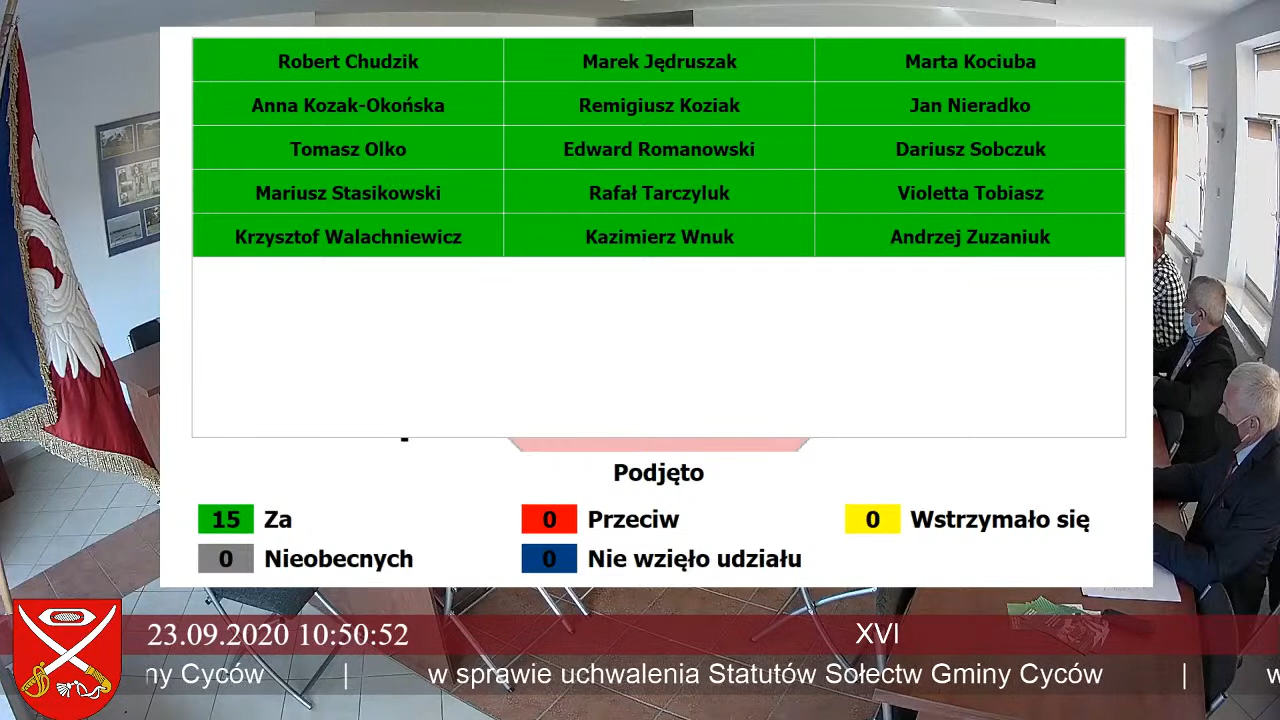 Robert Chudzik Marek Jędruszak Marta Kociuba
Anna Kozak-Okońska Remigiusz Koziak Jan Nieradko
Tomasz Olko Edward Romanowski Dariusz Sobczuk
Mariusz Stasikowski Rafał Tarczyluk Violetta Tobiasz
Krzysztof Walachniewicz Kazimierz Wnuk Andrzej Zuzaniuk
Podjęto
15 Za 0 Przeciw 0 Wstrzymało się
0 Nieobecnych 0 Nie wzięło udziału
23.09.2020 10:50:52 XVI
ny Cyców | w sprawie uchwalenia Statutów Sołectw Gminy Cyców | w